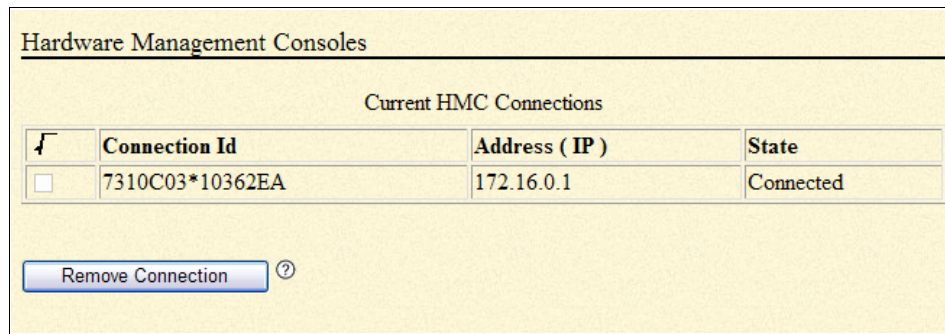 Hardware Management Consoles
Current HMC Connections
Connection Id Address ( IP ) State
7310C03*10362EA 172.16.0.1 Connected
Remove Connection ?